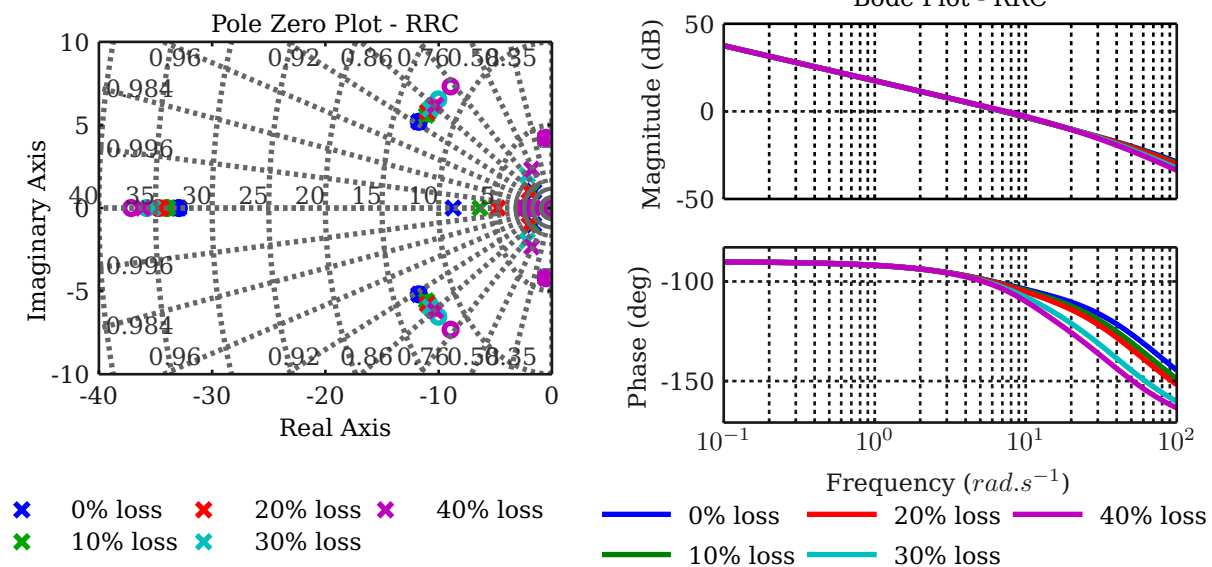 Pole Zero Plot - RRC
10
5
0
-5
-10
Imaginary Axis
0.96
0.92
0.86
0.76
0.58
0.35
0.984
0.996
40
35
30
25
20
15
10
5
0.996
0.984
0.96
0.92
0.86
0.76
0.58
0.35
-40
-30
-20
-10
0
Real Axis
0% loss
20% loss
40% loss
10% loss
30% loss
Bode Plot - RRC
50
0
-50
Magnitude (dB)
-100
-150
Phase (deg)
10⁻¹
10⁰
10¹
10²
Frequency (rad.s⁻¹)
0% loss
20% loss
40% loss
10% loss
30% loss